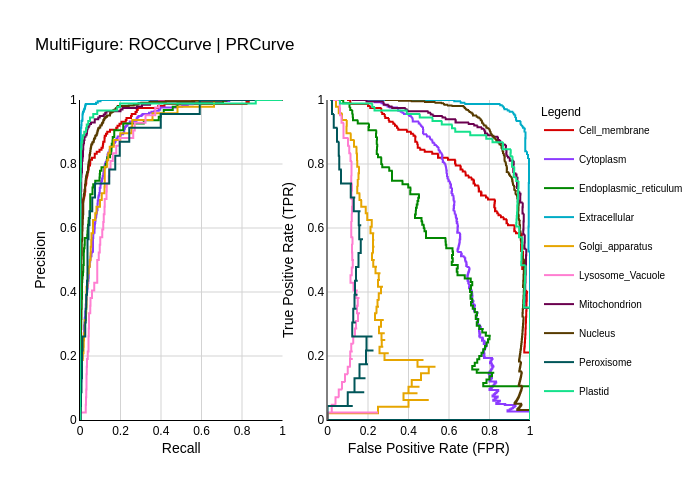 MultiFigure: ROCCurve | PRCurve
Precision
1
0.8
0.6
0.4
0.2
0
0 0.2 0.4 0.6 0.8 1
Recall
True Positive Rate (TPR)
1
0.8
0.6
0.4
0.2
0
0 0.2 0.4 0.6 0.8 1
False Positive Rate (FPR)
Legend
Cell_membrane
Cytoplasm
Endoplasmic_reticulum
Extracellular
Golgi_apparatus
Lysosome_Vacuole
Mitochondrion
Nucleus
Peroxisome
Plastid